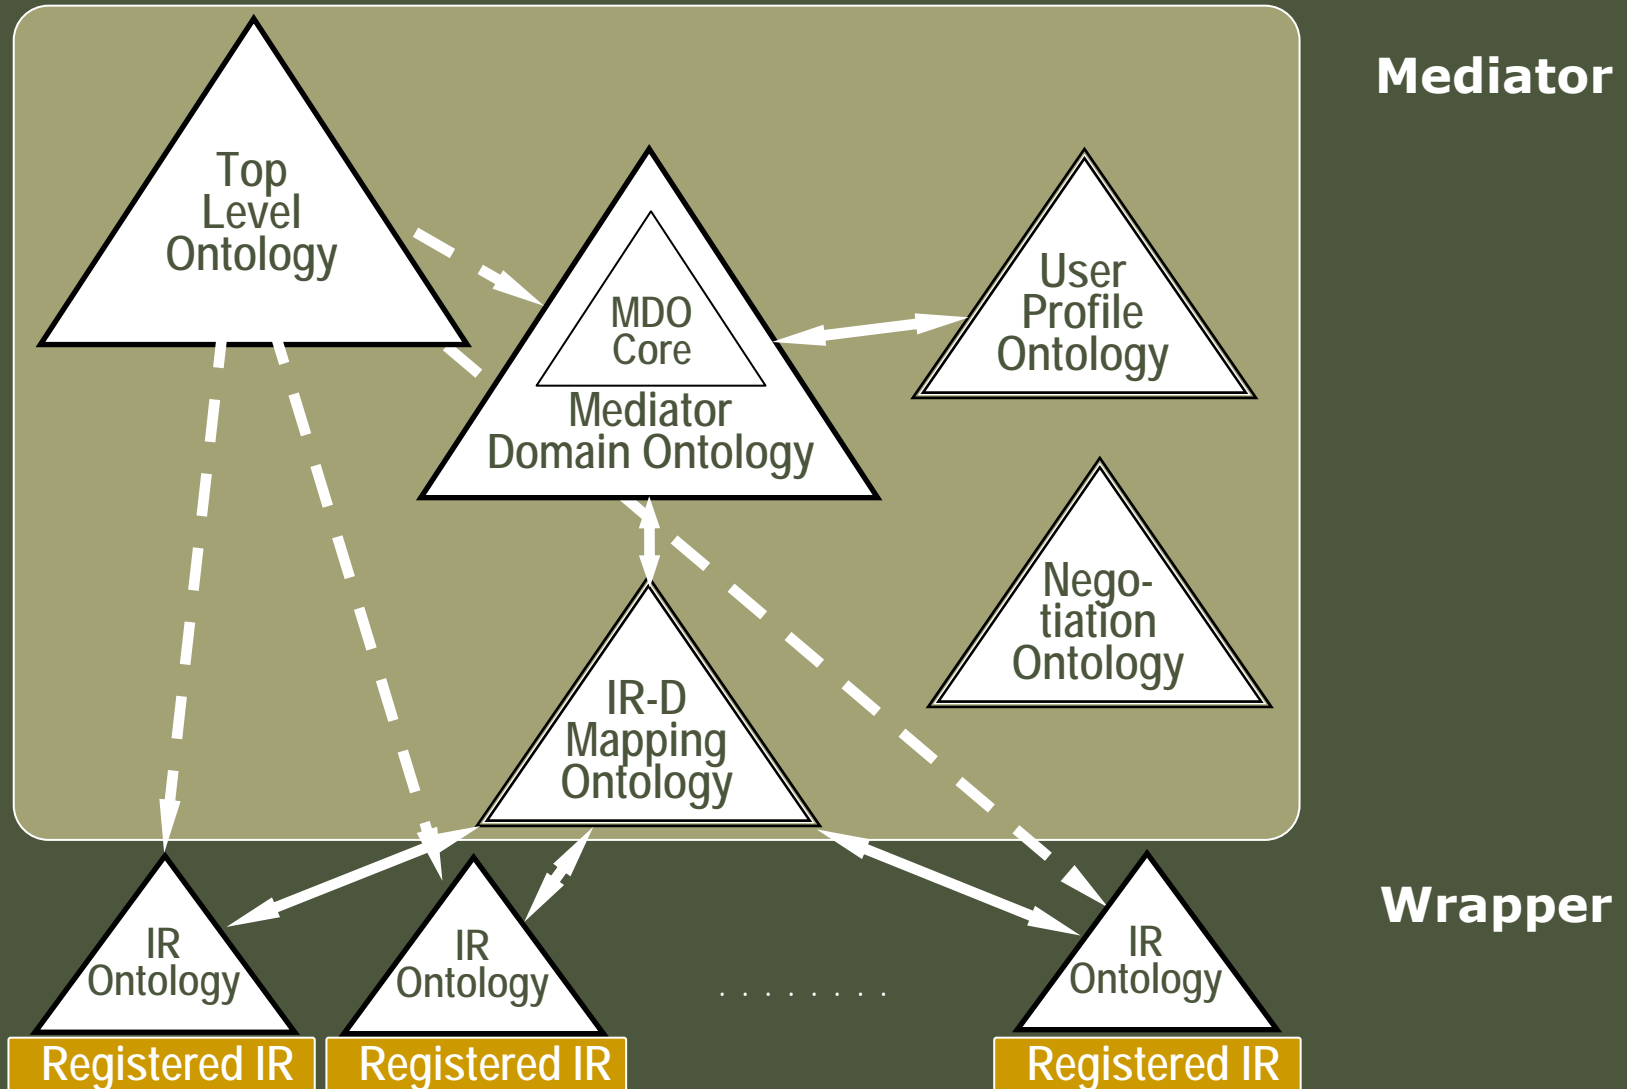 Mediator
Top
Level
Ontology
MDO
Core
Mediator
Domain Ontology
User
Profile
Ontology
Nego-
tiation
Ontology
IR-D
Mapping
Ontology
Wrapper
IR
Ontology
IR
Ontology
. . . . . . . .
IR
Ontology
Registered IR
Registered IR
Registered IR